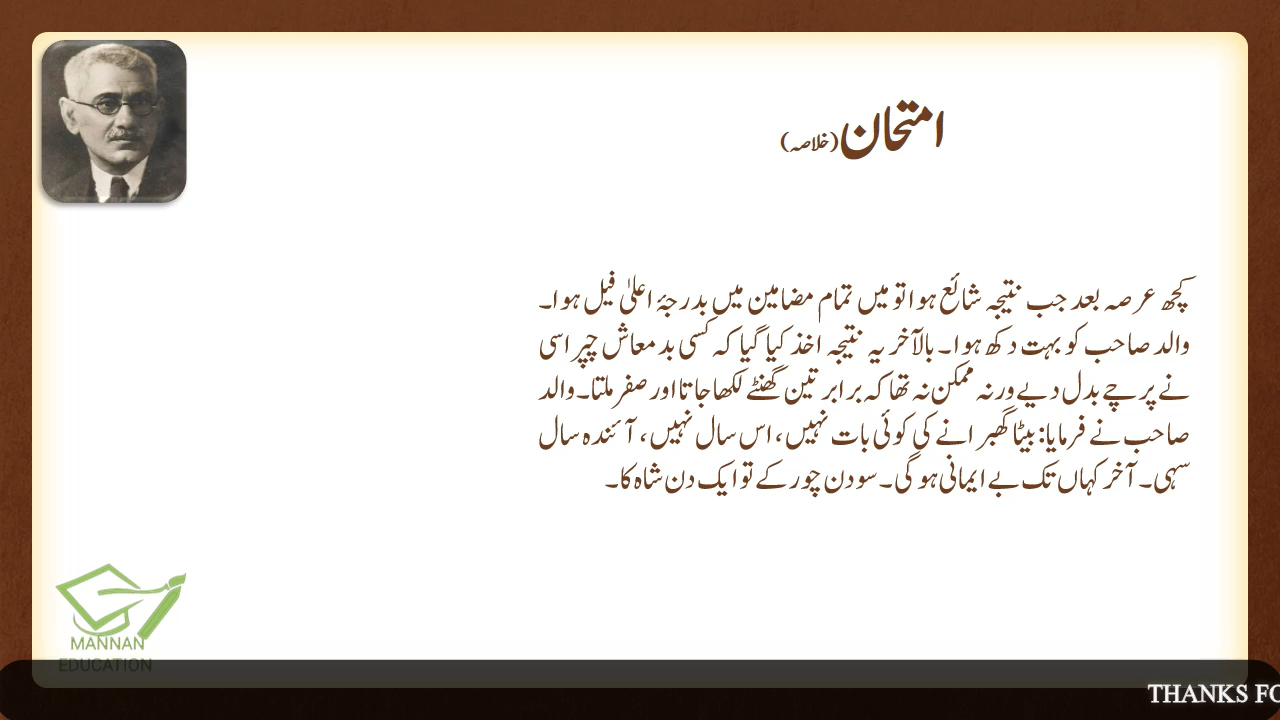 امتحان (خلاصہ)
کچھ عرصہ بعد جب نتیجہ شائع ہوا تو میں تمام مضامین میں بدرجۂ اعلیٰ فیل ہوا۔
والد صاحب کو بہت دکھ ہوا۔ بالآخر یہ نتیجہ اخذ کیا گیا کہ کسی بدمعاش چپراسی
نے پرچے بدل دیے ورنہ ممکن نہ تھا کہ برابر تین گھنٹے لکھا جاتا اور صفر ملتا۔ والد
صاحب نے فرمایا: بیٹا گھبرانے کی کوئی بات نہیں، اس سال نہیں، آئندہ سال
سہی۔ آخر کہاں تک بے ایمانی ہوگی۔ سو دن چور کے تو ایک دن شاہ کا۔
MANNAN
EDUCATION
THANKS FO